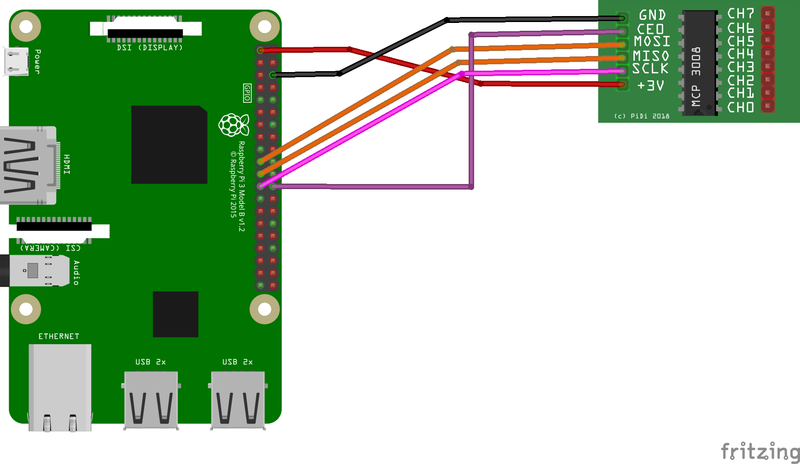 DSI (DISPLAY)
Power
GPIO
HDMI
Raspberry Pi 3 Model B v1.2
© Raspberry Pi 2015
CSI (CAMERA)
Audio
ETHERNET
USB 2x
USB 2x
GND
CE0
MOSI
MISO
SCLK
+3V
MCP 3008
CH7
CH6
CH5
CH4
CH3
CH2
CH1
CH0
(c) PiDi 2018
fritzing